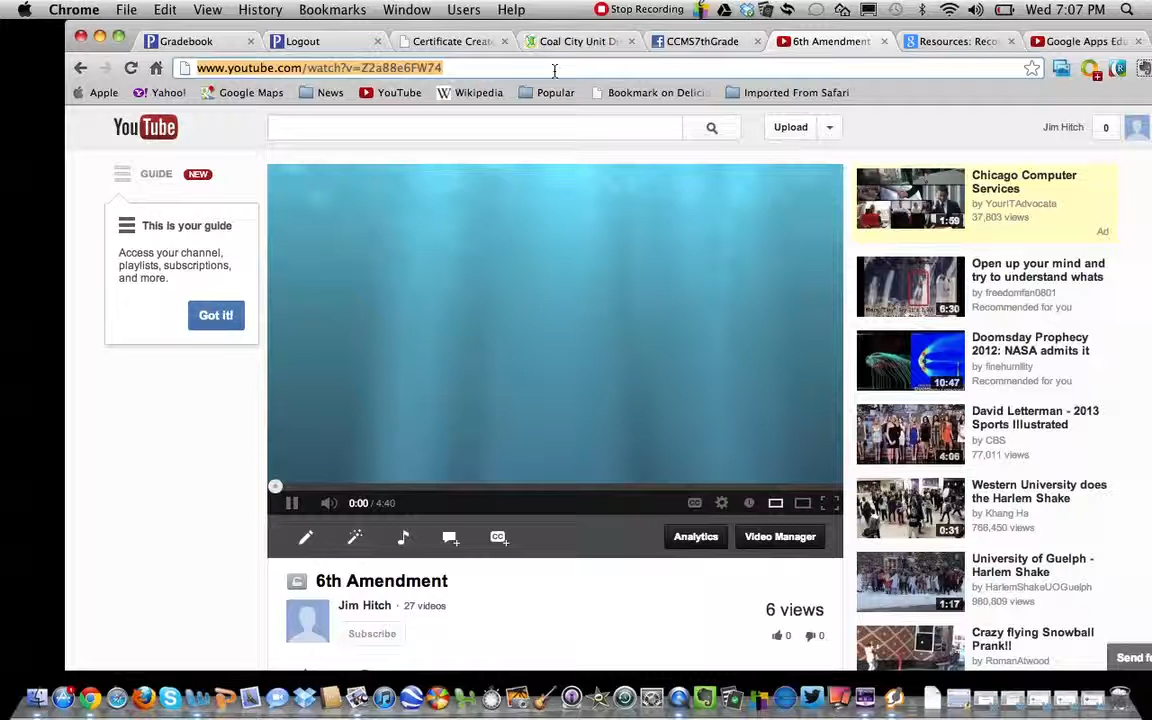 Chrome File Edit View History Bookmarks Window Users Help Stop Recording Wed 7:07 PM
Gradebook Logout Certificate Creat Coal City Unit Di CCMS7thGrade 6th Amendment Resources: Reco Google Apps Edu
www.youtube.com/watch?v=Z2a88e6FW74
Apple Yahoo! Google Maps News YouTube Wikipedia Popular Bookmark on Delici Imported From Safari
YouTube Upload Jim Hitch 0
GUIDE NEW
This is your guide
Access your channel,
playlists, subscriptions,
and more.
Got it!
0:00 / 4:40
CC
Analytics Video Manager
6th Amendment
Jim Hitch · 27 videos
Subscribe
6 views
0 0
Chicago Computer
Services
by YourITAdvocate
37,803 views
Ad
1:59
Open up your mind and
try to understand whats
by freedomfan0801
Recommended for you
6:30
Doomsday Prophecy
2012: NASA admits it
by finehumility
Recommended for you
10:47
David Letterman - 2013
Sports Illustrated
by CBS
77,011 views
4:06
Western University does
the Harlem Shake
by Khang Ha
766,450 views
0:31
University of Guelph -
Harlem Shake
by HarlemShakeUOGuelph
980,809 views
1:17
Crazy flying Snowball
Prank!!
by RomanAtwood
Send fe